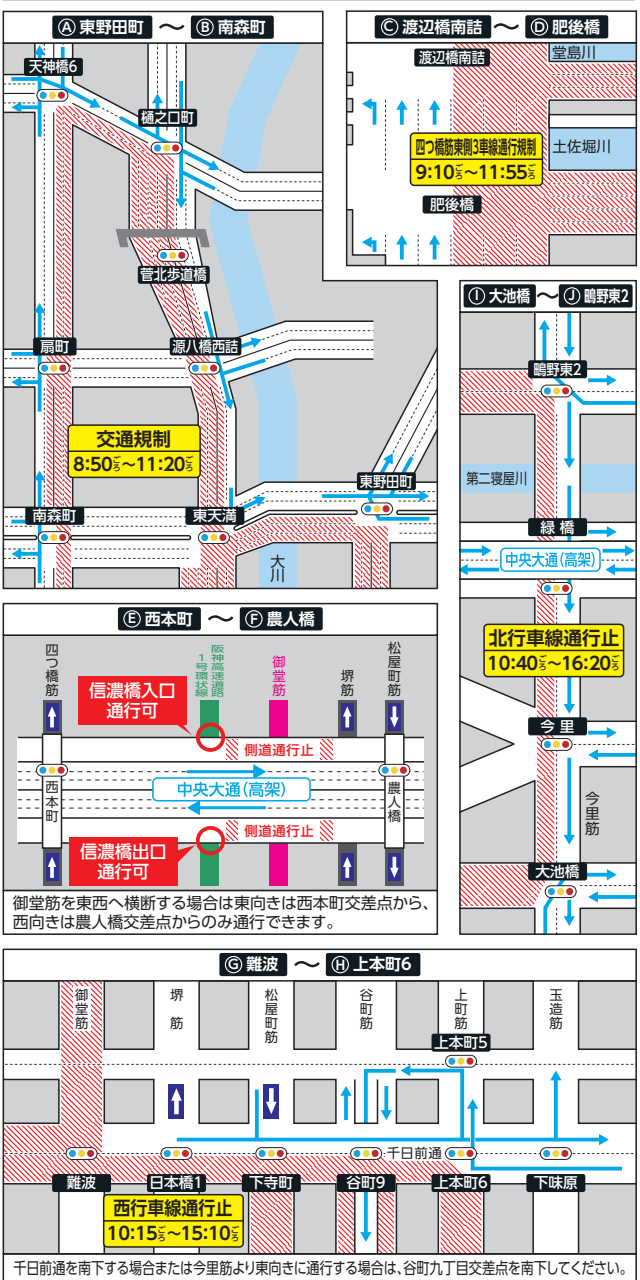 Ⓐ 東野田町 〜 Ⓑ 南森町
天神橋6
樋之口町
菅北歩道橋
扇町
源八橋西詰
交通規制
8:50ごろ〜11:20ごろ
東野田町
南森町
東天満
大川
Ⓒ 渡辺橋南詰 〜 Ⓓ 肥後橋
渡辺橋南詰
堂島川
四つ橋筋東側3車線通行規制
9:10ごろ〜11:55ごろ
土佐堀川
肥後橋
Ⓘ 大池橋 〜 Ⓙ 鴫野東2
鴫野東2
第二寝屋川
緑橋
中央大通(高架)
北行車線通行止
10:40ごろ〜16:20ごろ
今里
今里筋
大池橋
Ⓔ 西本町 〜 Ⓕ 農人橋
四つ橋筋
阪神高速道路
1号環状線
御堂筋
堺筋
松屋町筋
信濃橋入口
通行可
側道通行止
西本町
中央大通(高架)
農人橋
側道通行止
信濃橋出口
通行可
御堂筋を東西へ横断する場合は東向きは西本町交差点から、
西向きは農人橋交差点からのみ通行できます。
Ⓖ 難波 〜 Ⓗ 上本町6
御堂筋
堺筋
松屋町筋
谷町筋
上町筋
玉造筋
上本町5
千日前通
難波
日本橋1
下寺町
谷町9
上本町6
下味原
西行車線通行止
10:15ごろ〜15:10ごろ
千日前通を南下する場合または今里筋より東向きに通行する場合は、谷町九丁目交差点を南下してください。